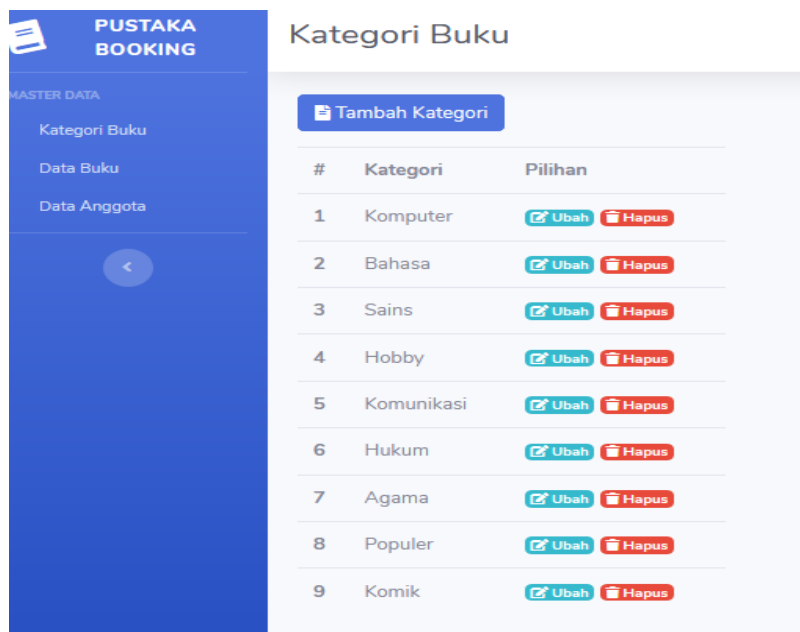 PUSTAKA
BOOKING
MASTER DATA
Kategori Buku
Data Buku
Data Anggota
Kategori Buku
Tambah Kategori
# Kategori Pilihan
1 Komputer Ubah Hapus
2 Bahasa Ubah Hapus
3 Sains Ubah Hapus
4 Hobby Ubah Hapus
5 Komunikasi Ubah Hapus
6 Hukum Ubah Hapus
7 Agama Ubah Hapus
8 Populer Ubah Hapus
9 Komik Ubah Hapus